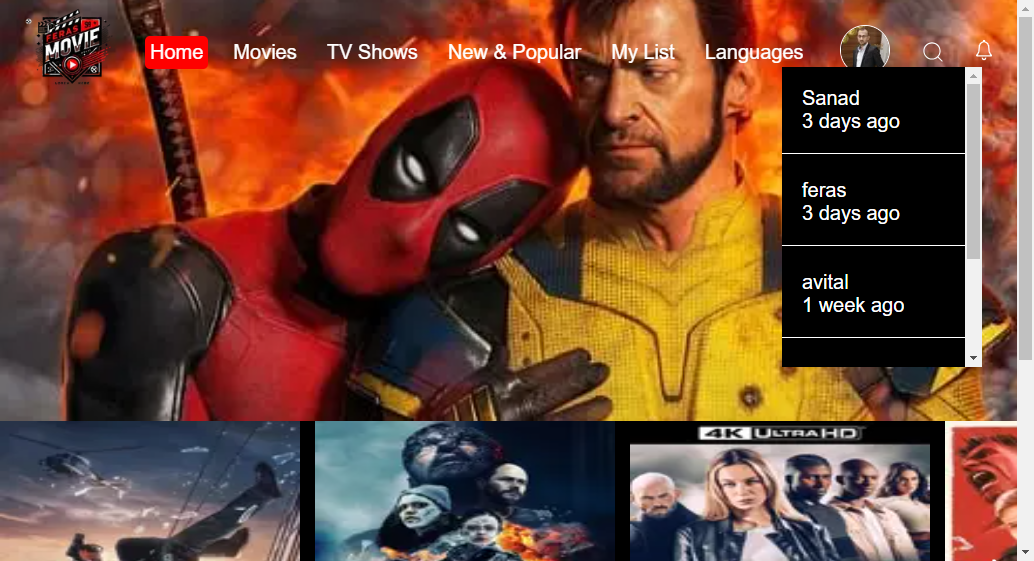 FERAS
MOVIE
Home
Movies
TV Shows
New & Popular
My List
Languages
Sanad
3 days ago
feras
3 days ago
avital
1 week ago
4K ULTRA HD